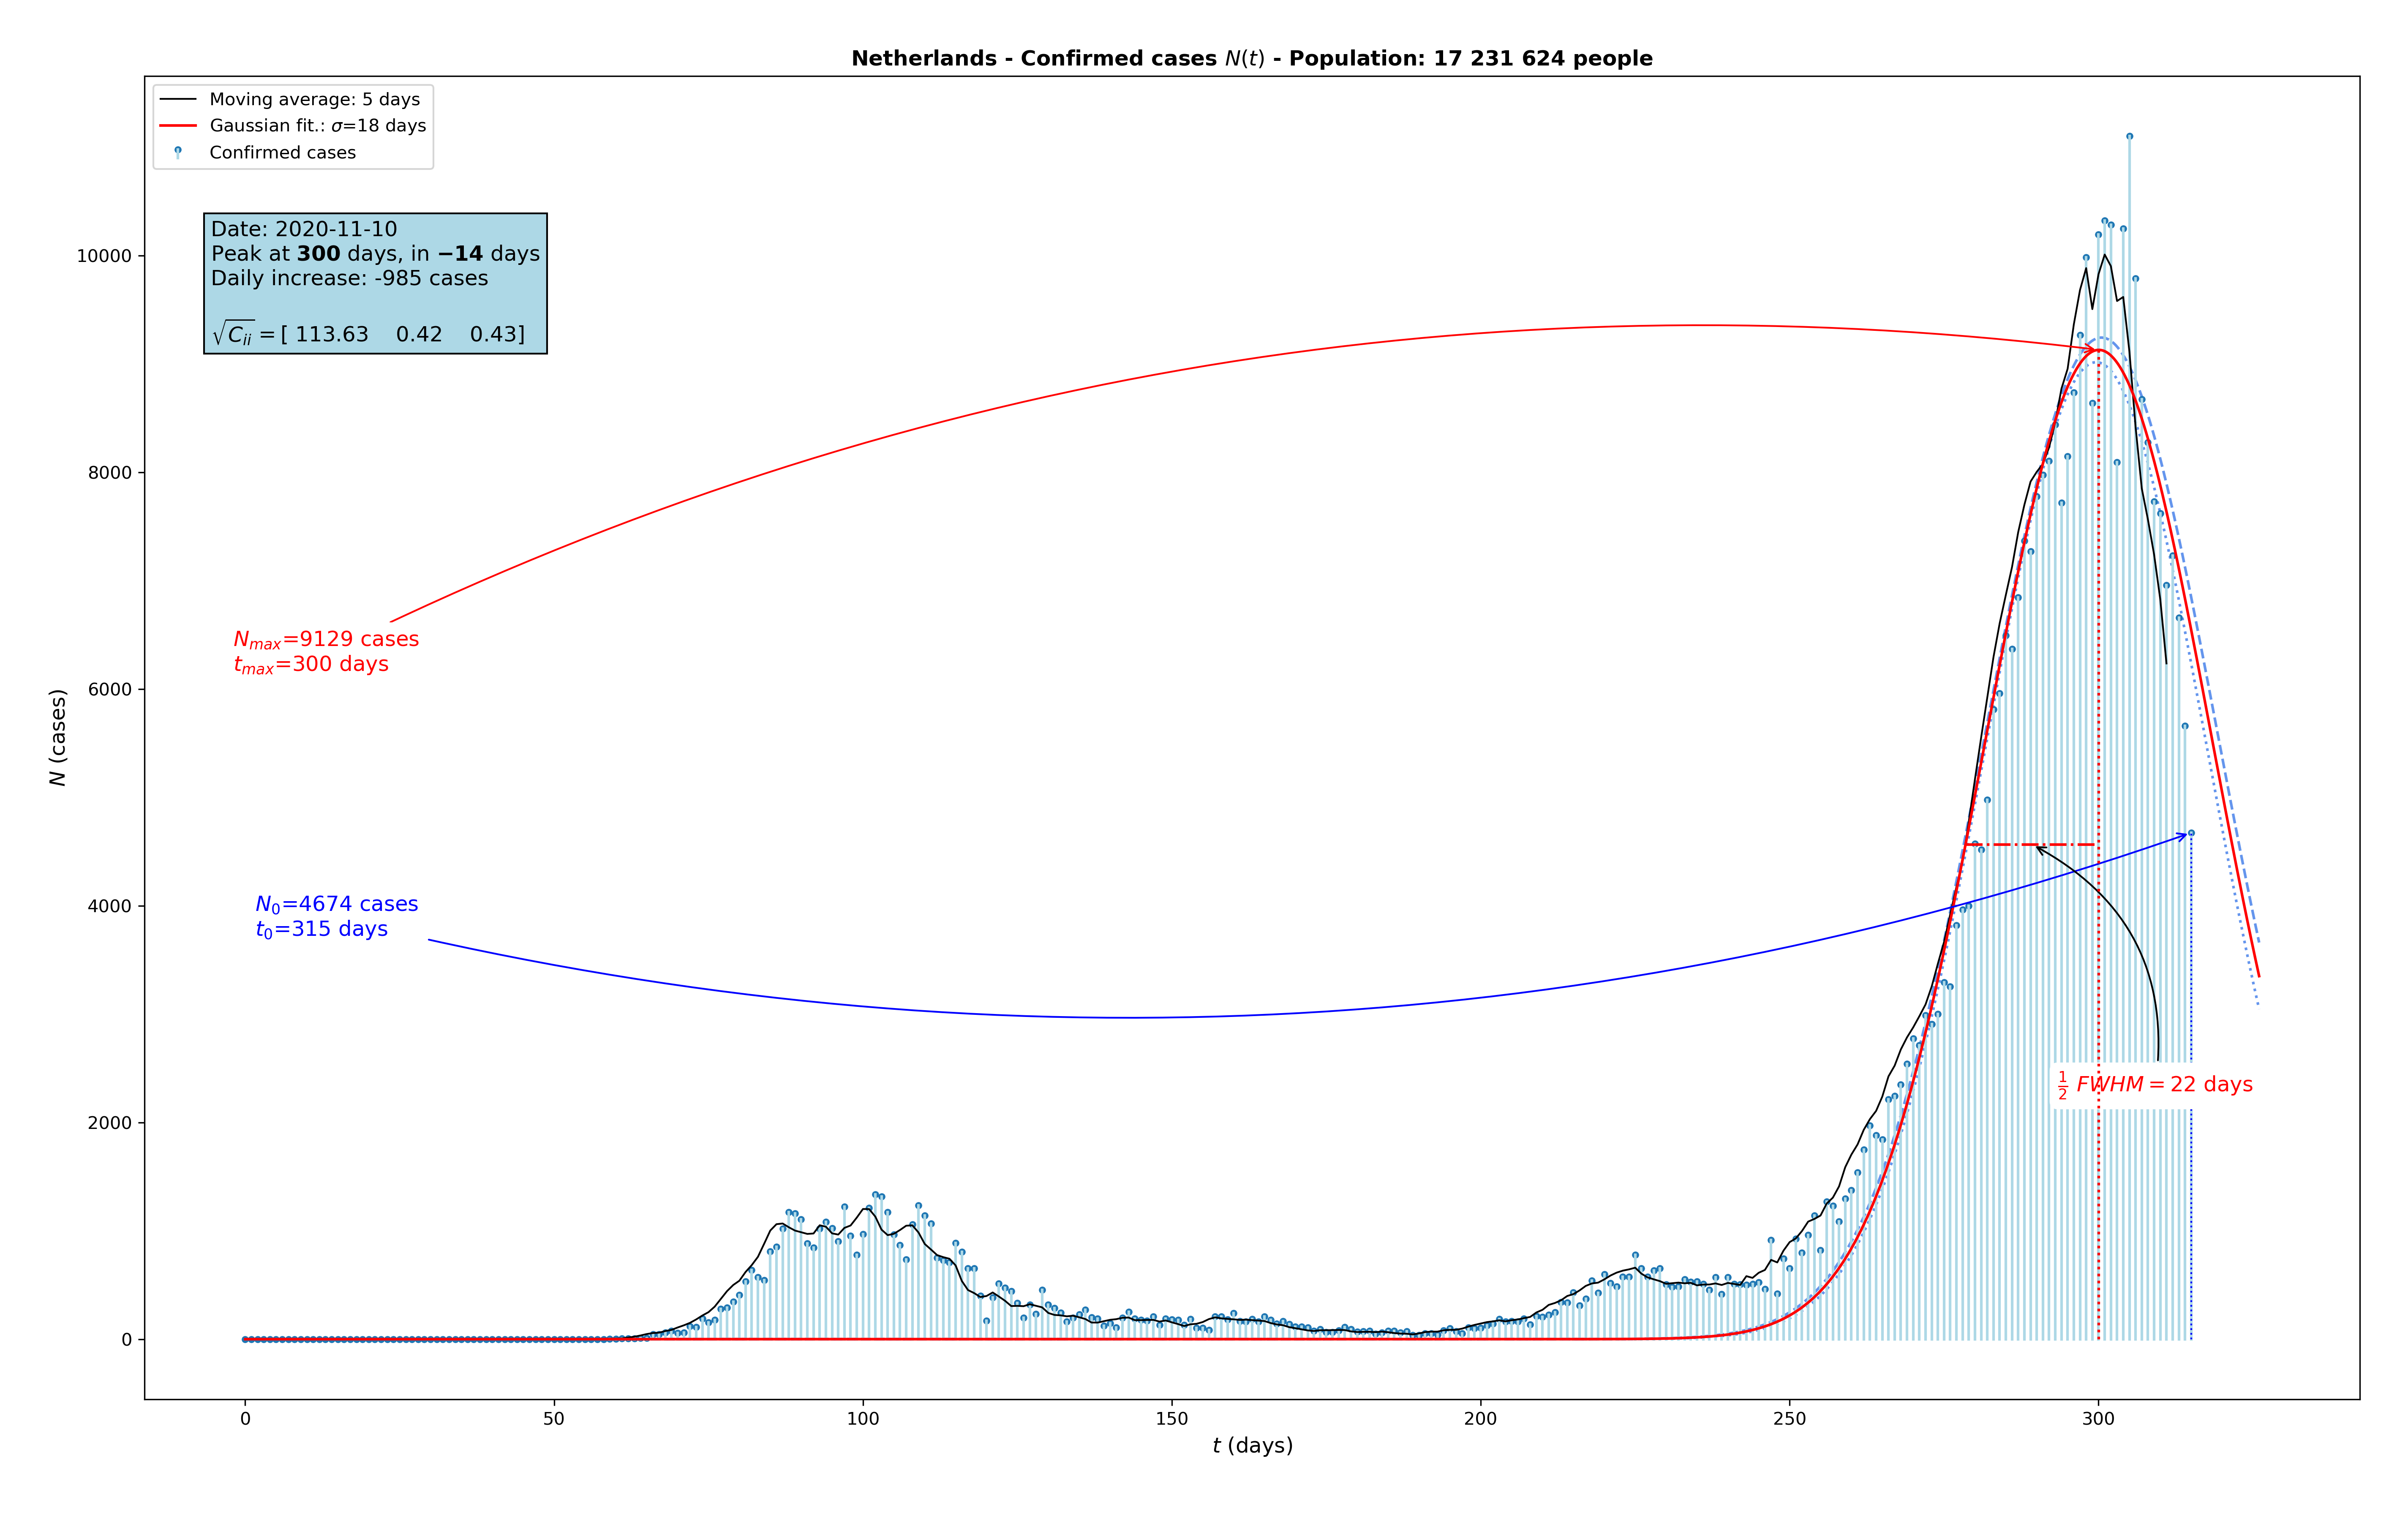 Netherlands - Confirmed cases N(t) - Population: 17 231 624 people
Moving average: 5 days
Gaussian fit.: σ=18 days
Confirmed cases
Date: 2020-11-10
Peak at 300 days, in −14 days
Daily increase: -985 cases
√C_ii = [ 113.63 0.42 0.43]
N_max=9129 cases
t_max=300 days
N_0=4674 cases
t_0=315 days
½ FWHM = 22 days
N (cases)
10000
8000
6000
4000
2000
0
0 50 100 150 200 250 300
t (days)